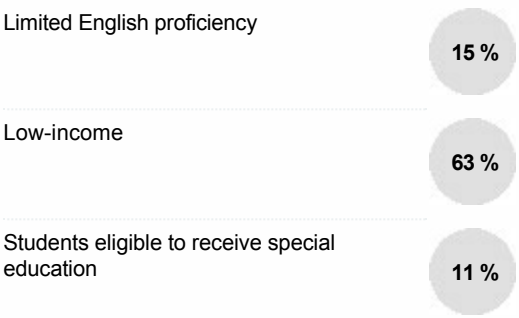 Limited English proficiency
15 %
Low-income
63 %
Students eligible to receive special
education
11 %